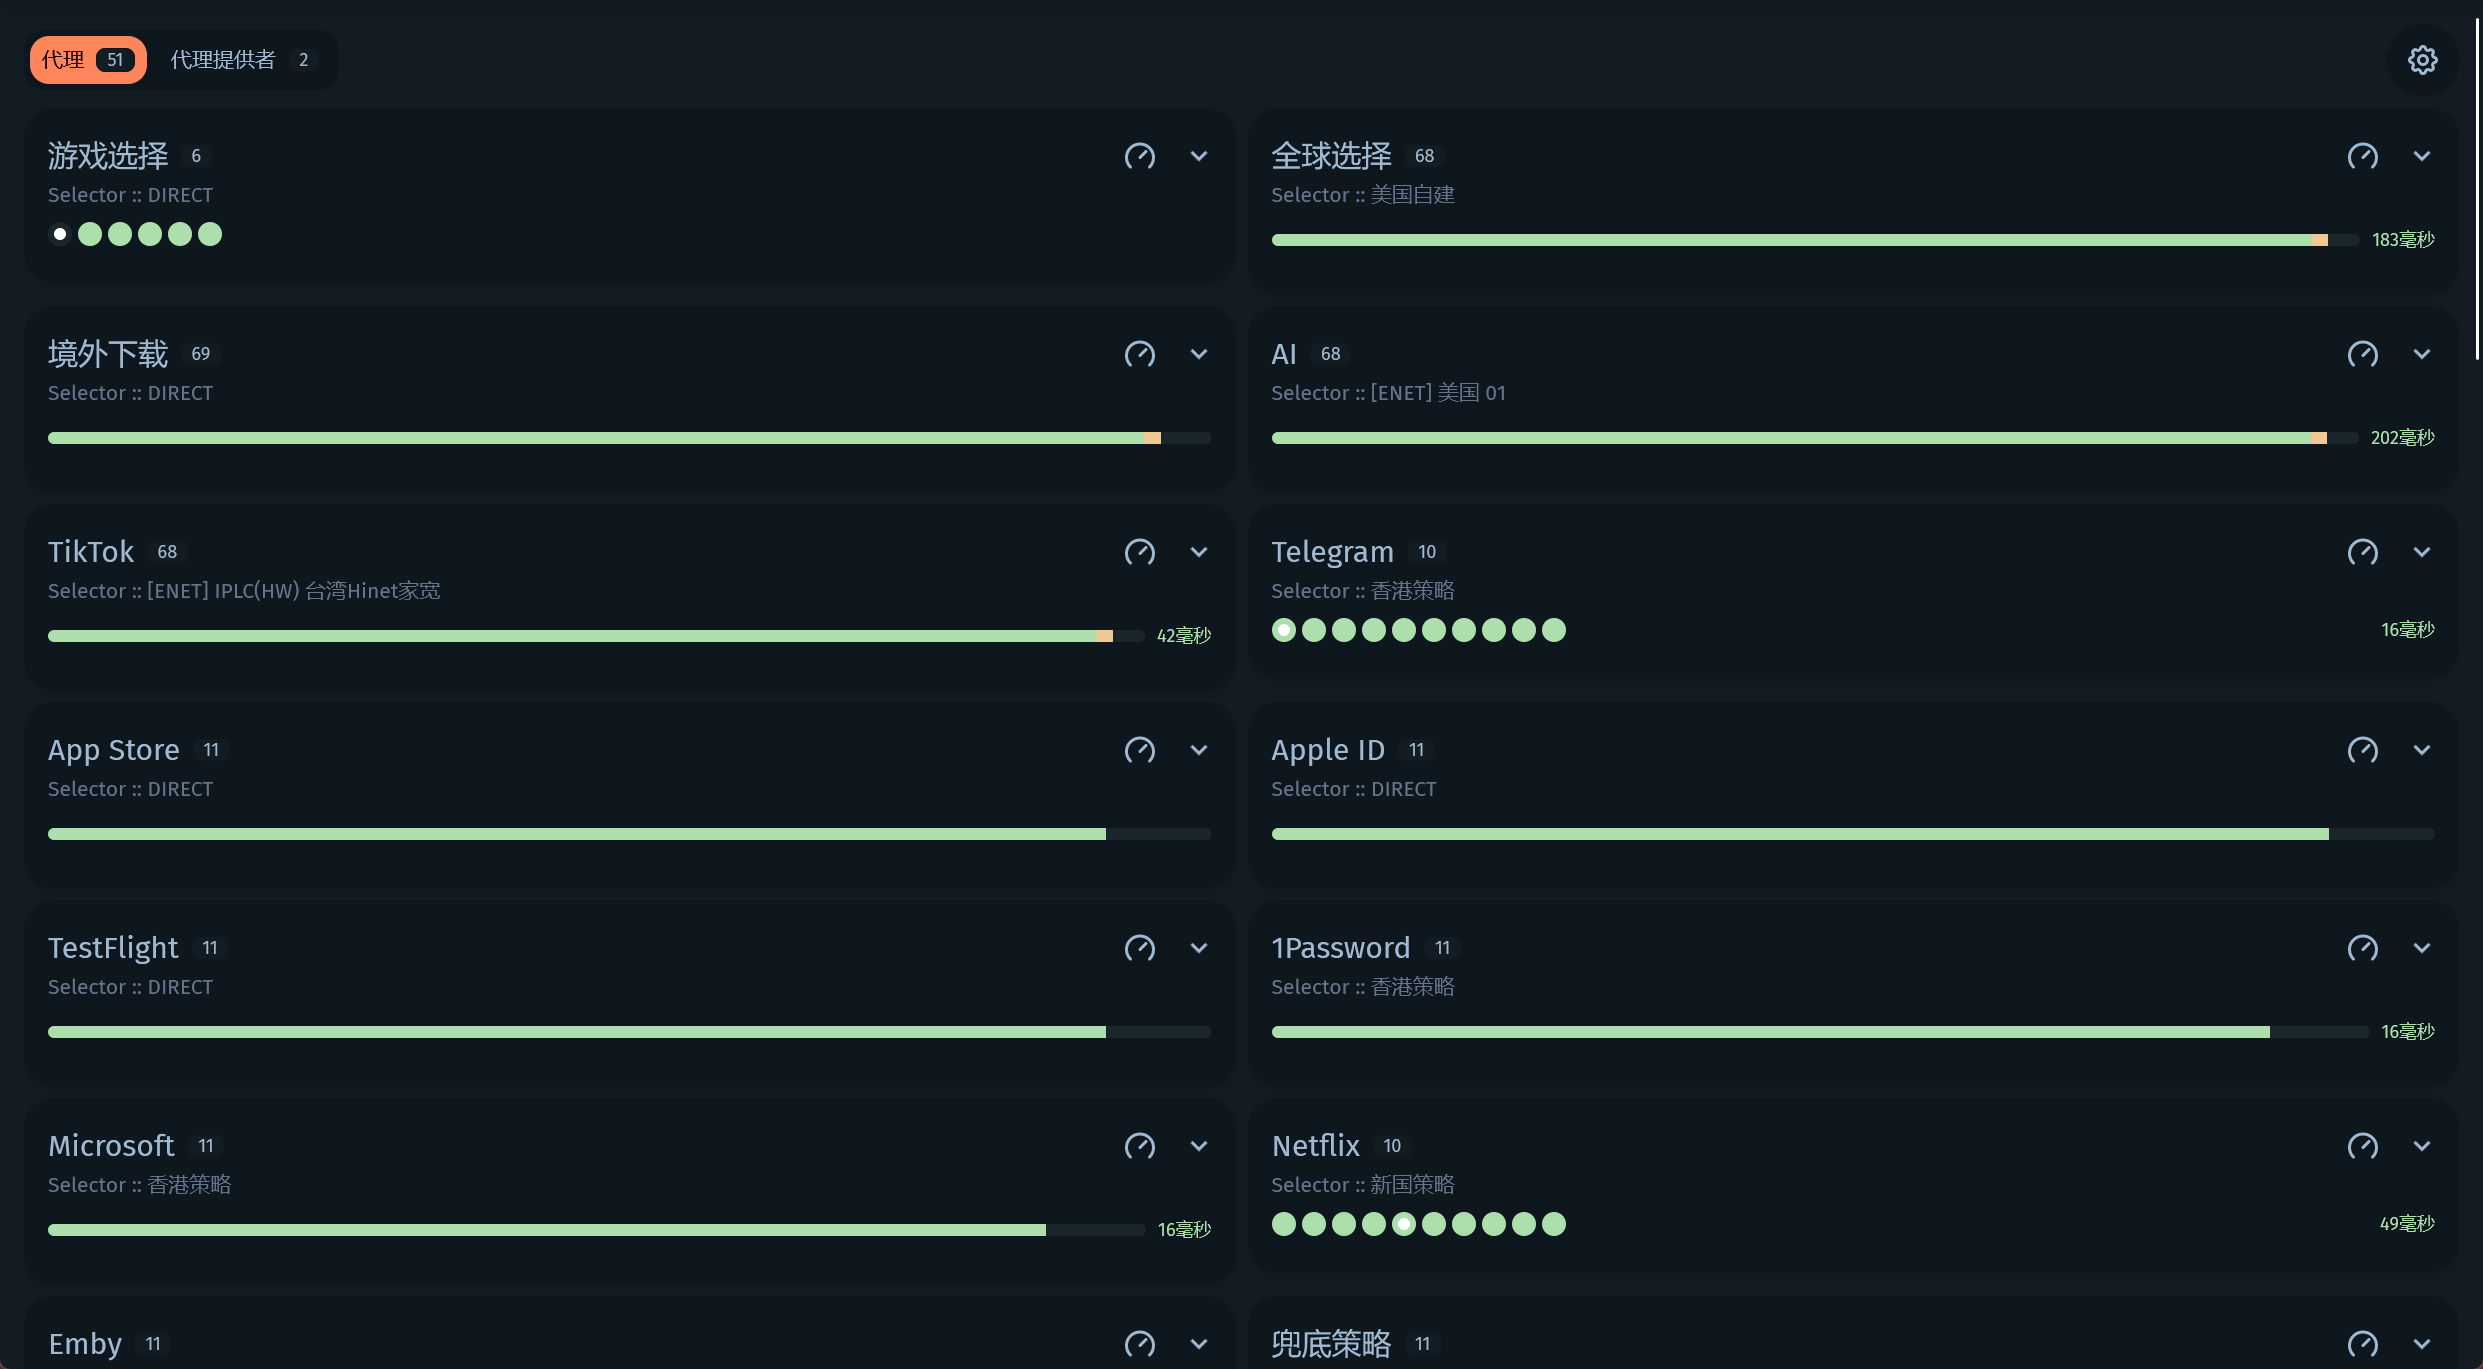 代理 51 代理提供者 2
游戏选择 6
Selector :: DIRECT
全球选择 68
Selector :: 美国自建
183毫秒
境外下载 69
Selector :: DIRECT
AI 68
Selector :: [ENET] 美国 01
202毫秒
TikTok 68
Selector :: [ENET] IPLC(HW) 台湾Hinet家宽
42毫秒
Telegram 10
Selector :: 香港策略
16毫秒
App Store 11
Selector :: DIRECT
Apple ID 11
Selector :: DIRECT
TestFlight 11
Selector :: DIRECT
1Password 11
Selector :: 香港策略
16毫秒
Microsoft 11
Selector :: 香港策略
16毫秒
Netflix 10
Selector :: 新国策略
49毫秒
Emby 11
兜底策略 11